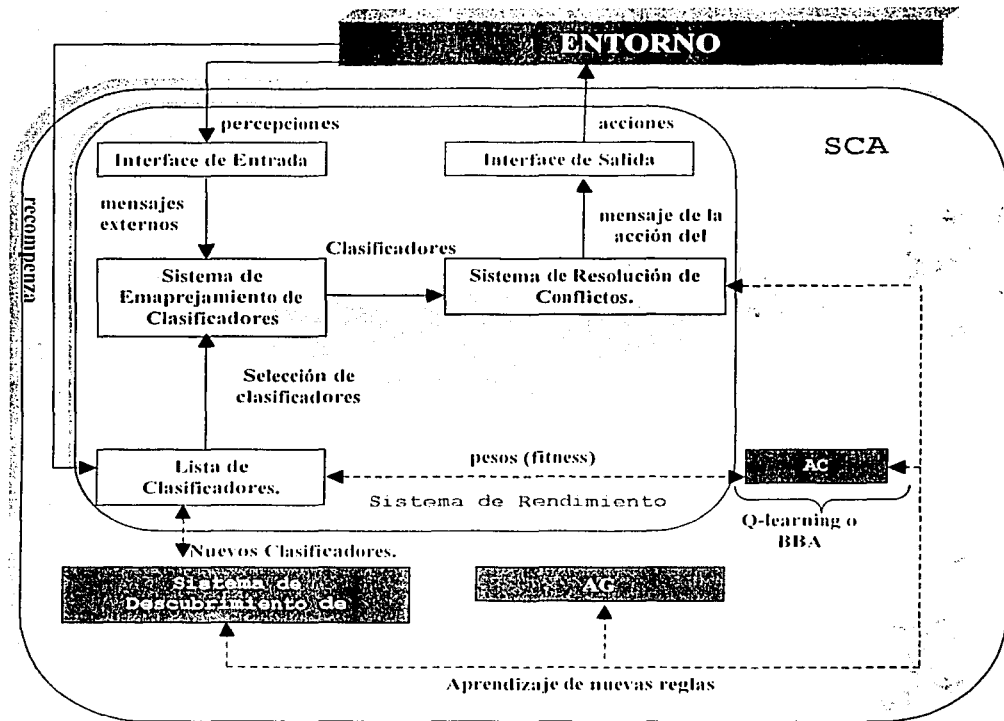 ENTORNO
percepciones
acciones
SCA
Interface de Entrada
Interface de Salida
recompenza
mensajes
externos
mensaje de la
acción del
Clasificadores
Sistema de
Emaprejamiento de
Clasificadores
Sistema de Resolución de
Conflictos.
Selección de
clasificadores
Lista de
Clasificadores.
pesos (fitness)
AC
Sistema de Rendimiento
Q-learning o
BBA
Nuevos Clasificadores.
Sistema de
Descubrimiento de
AG
Aprendizaje de nuevas reglas